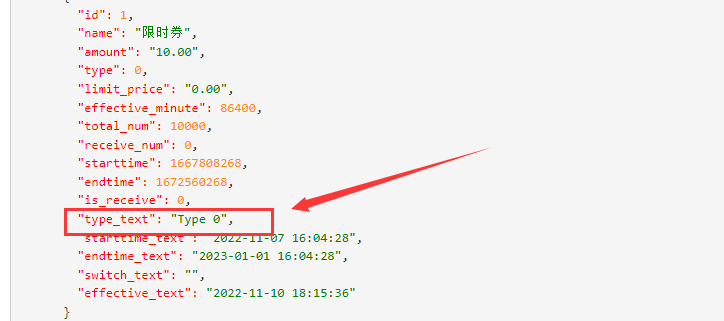 "id": 1,
"name": "限时券",
"amount": "10.00",
"type": 0,
"limit_price": "0.00",
"effective_minute": 86400,
"total_num": 10000,
"receive_num": 0,
"starttime": 1667808268,
"endtime": 1672560268,
"is_receive": 0,
"type_text": "Type 0",
"starttime_text": "2022-11-07 16:04:28",
"endtime_text": "2023-01-01 16:04:28",
"switch_text": "",
"effective_text": "2022-11-10 18:15:36"
}